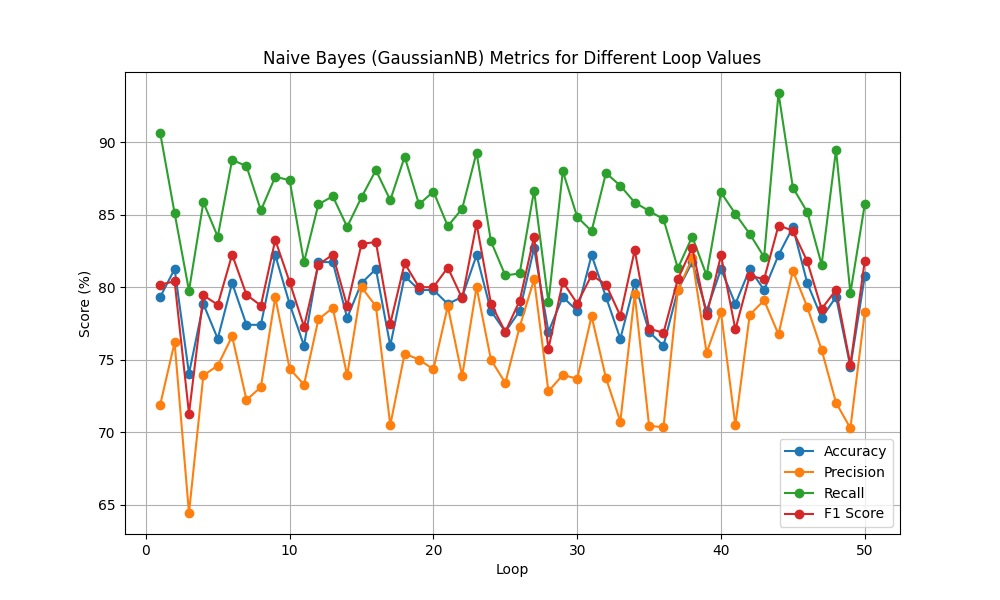 Naive Bayes (GaussianNB) Metrics for Different Loop Values
Score (%)
90
85
80
75
70
65
0
10
20
30
40
50
Loop
Accuracy
Precision
Recall
F1 Score